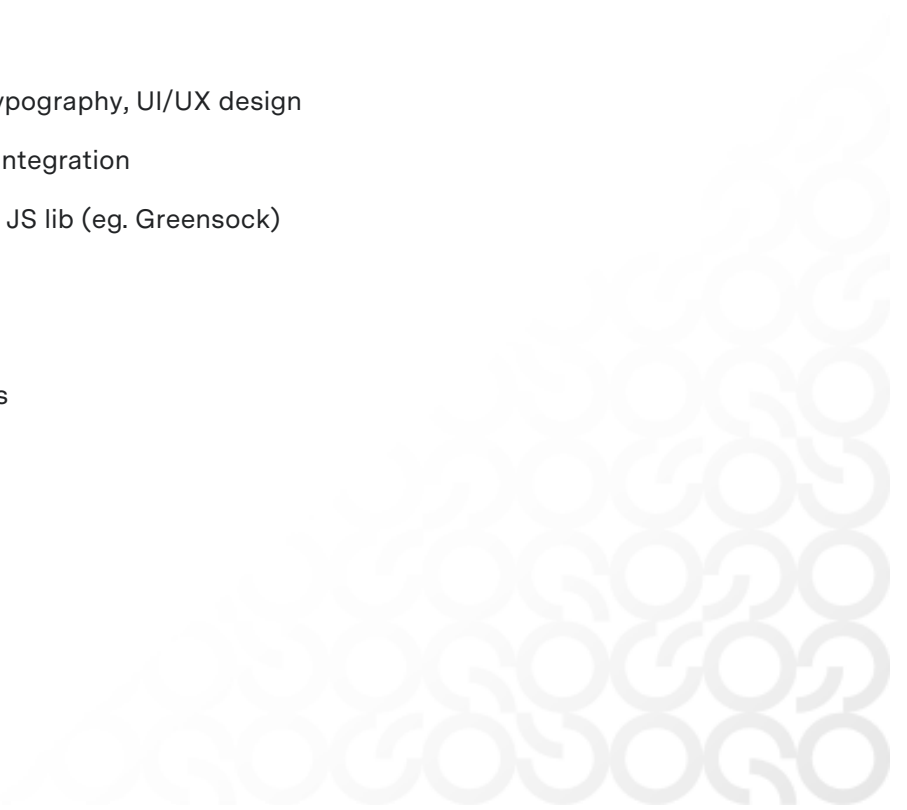 ypography, UI/UX design
ntegration
JS lib (eg. Greensock)
s